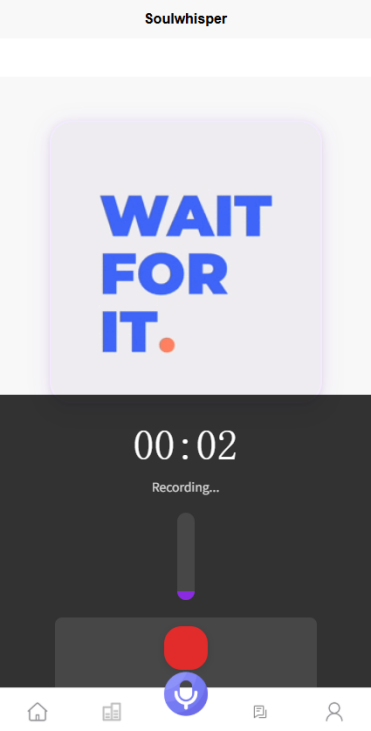 Soulwhisper
WAIT
FOR
IT.
00:02
Recording...